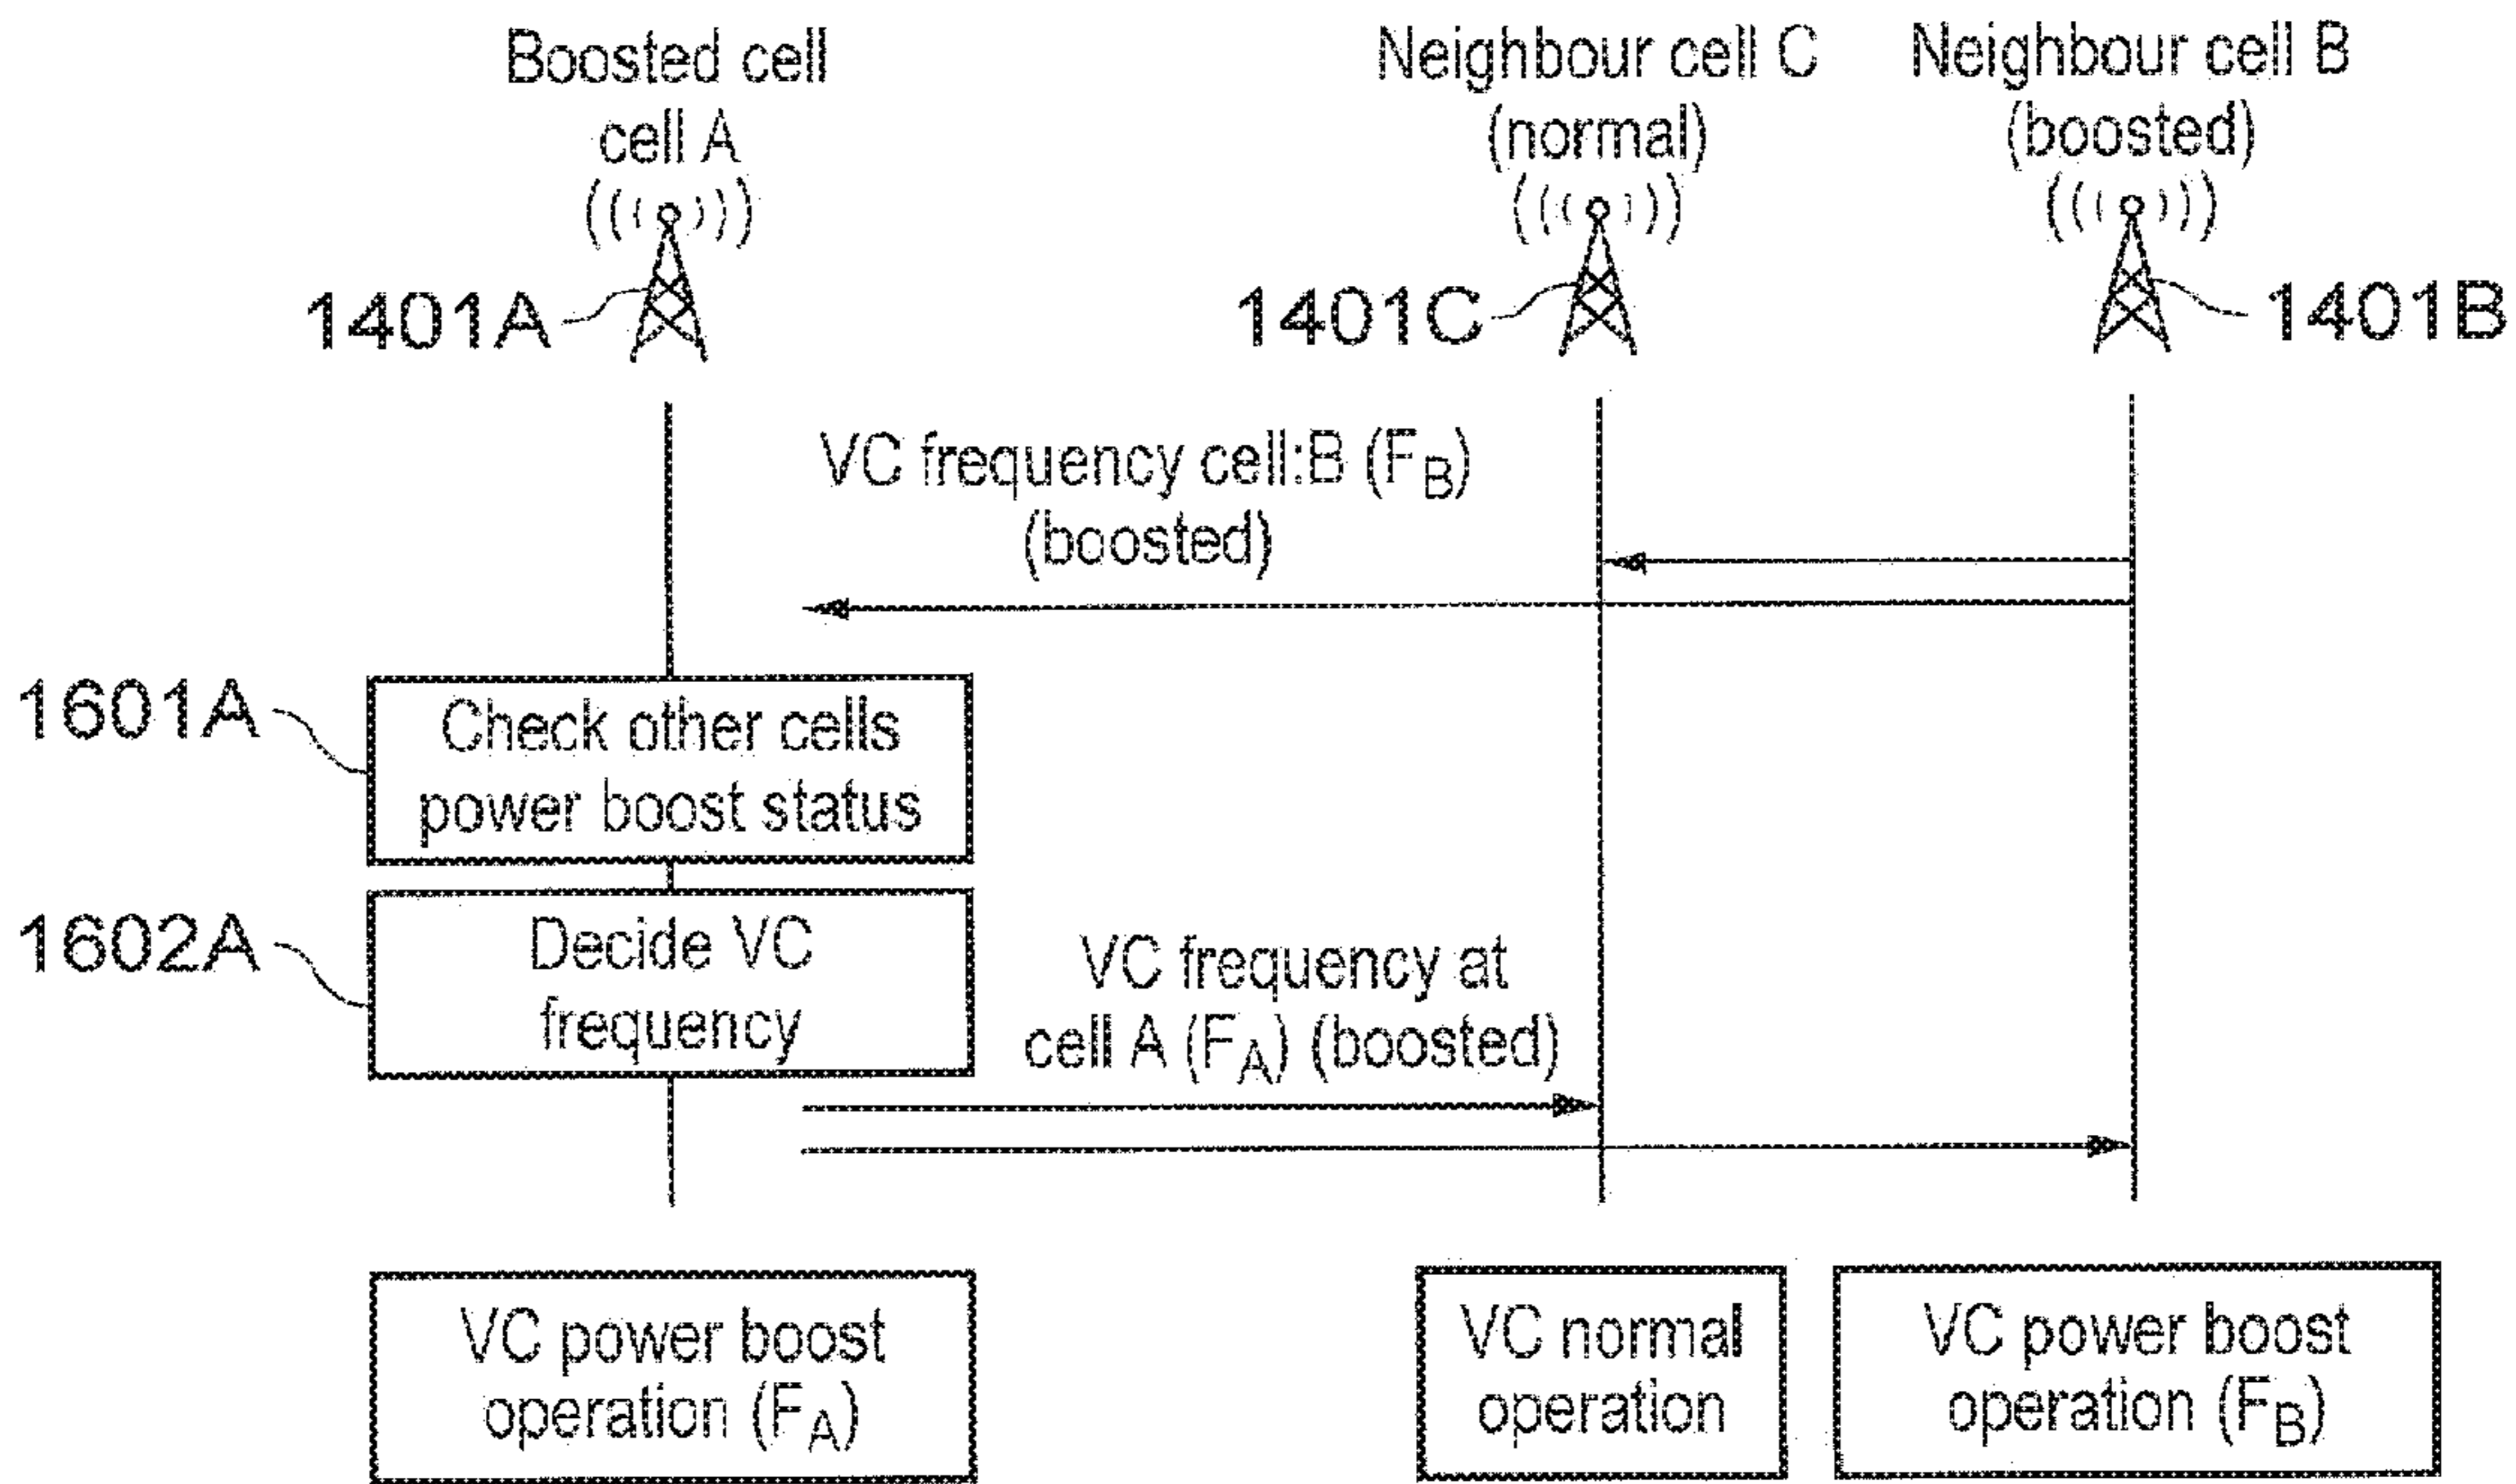 Boosted cell
cell A
Neighbour cell C
(normal)
Neighbour cell B
(boosted)
1401A
1401C
1401B
VC frequency cell:B (FB)
(boosted)
1601A
Check other cells
power boost status
1602A
Decide VC
frequency
VC frequency at
cell A (FA) (boosted)
VC power boost
operation (FA)
VC normal
operation
VC power boost
operation (FB)